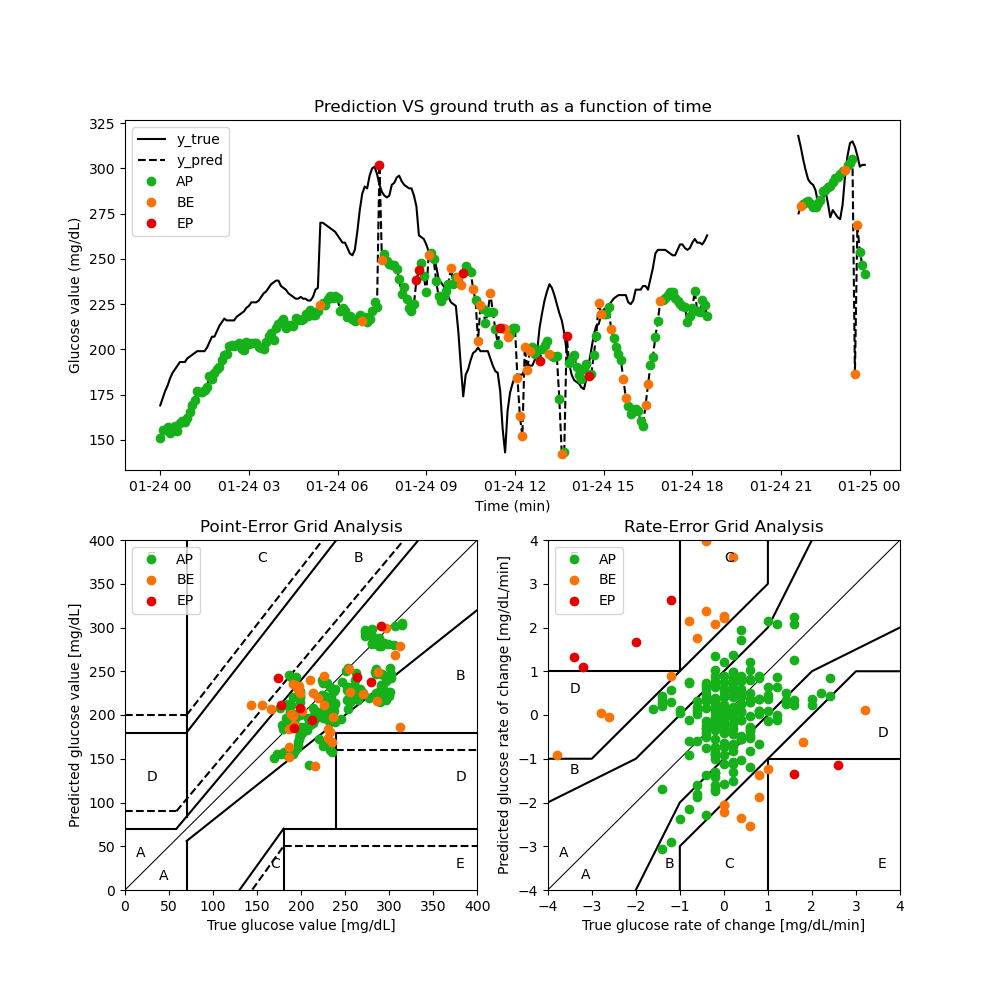 Prediction VS ground truth as a function of time
Glucose value (mg/dL)
325
300
275
250
225
200
175
150
y_true
y_pred
AP
BE
EP
01-24 00 01-24 03 01-24 06 01-24 09 01-24 12 01-24 15 01-24 18 01-24 21 01-25 00
Time (min)
Point-Error Grid Analysis
Predicted glucose value [mg/dL]
400
350
300
250
200
150
100
50
0
AP
BE
EP
C B
B
D D
A
A
C E
0 50 100 150 200 250 300 350 400
True glucose value [mg/dL]
Rate-Error Grid Analysis
Predicted glucose rate of change [mg/dL/min]
4
3
2
1
0
−1
−2
−3
−4
AP
BE
EP
C
D
D
B
A
A
B C E
−4 −3 −2 −1 0 1 2 3 4
True glucose rate of change [mg/dL/min]